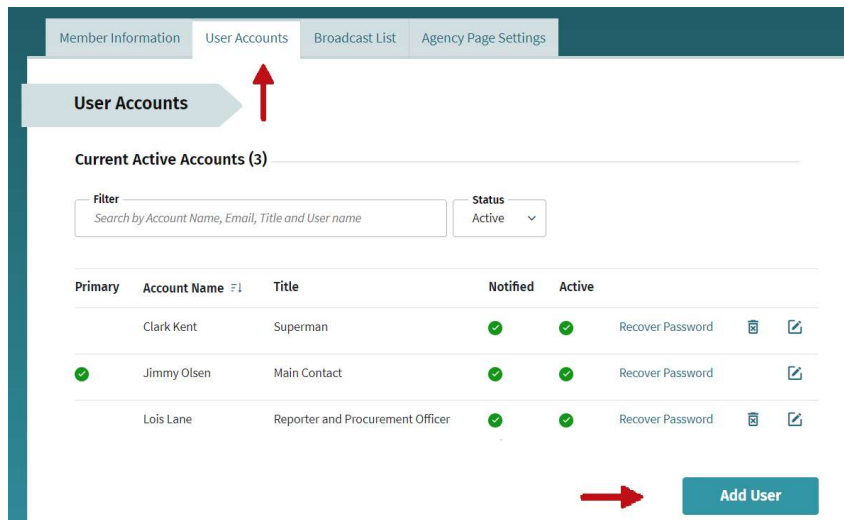 Member Information User Accounts Broadcast List Agency Page Settings
User Accounts
Current Active Accounts (3)
Filter
Search by Account Name, Email, Title and User name
Status
Active
Primary Account Name Title Notified Active
Clark Kent Superman Recover Password
Jimmy Olsen Main Contact Recover Password
Lois Lane Reporter and Procurement Officer Recover Password
Add User